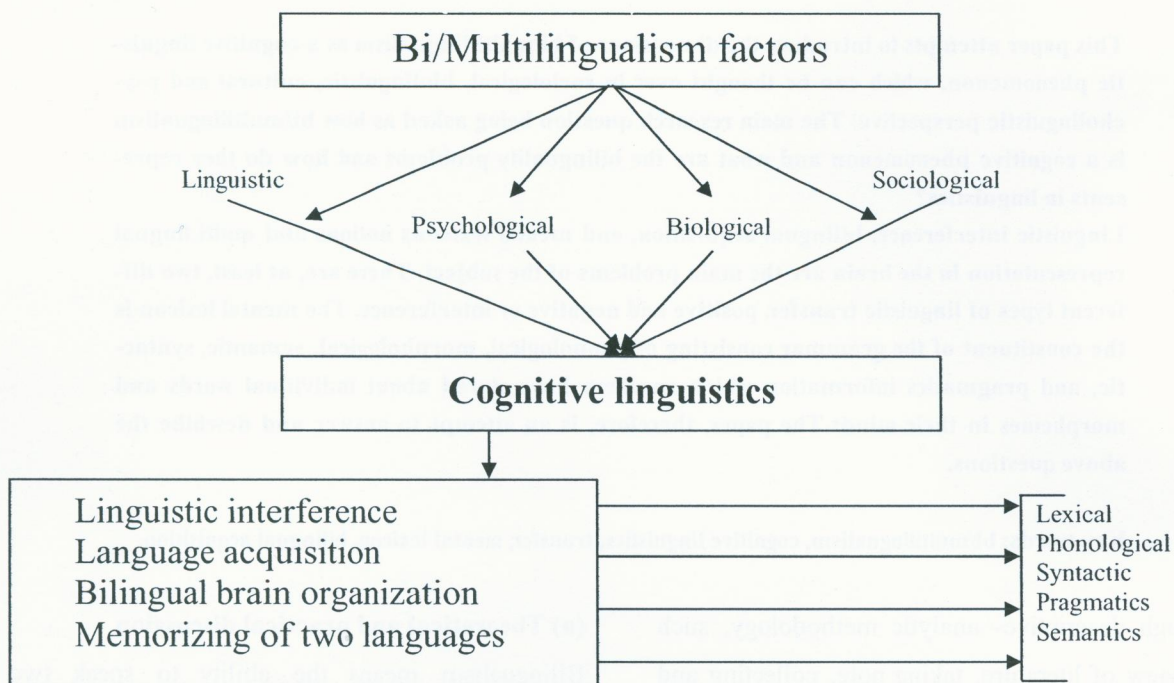 Bi/Multilingualism factors
Linguistic
Sociological
Psychological
Biological
Cognitive linguistics
Linguistic interference
Language acquisition
Bilingual brain organization
Memorizing of two languages
Lexical
Phonological
Syntactic
Pragmatics
Semantics